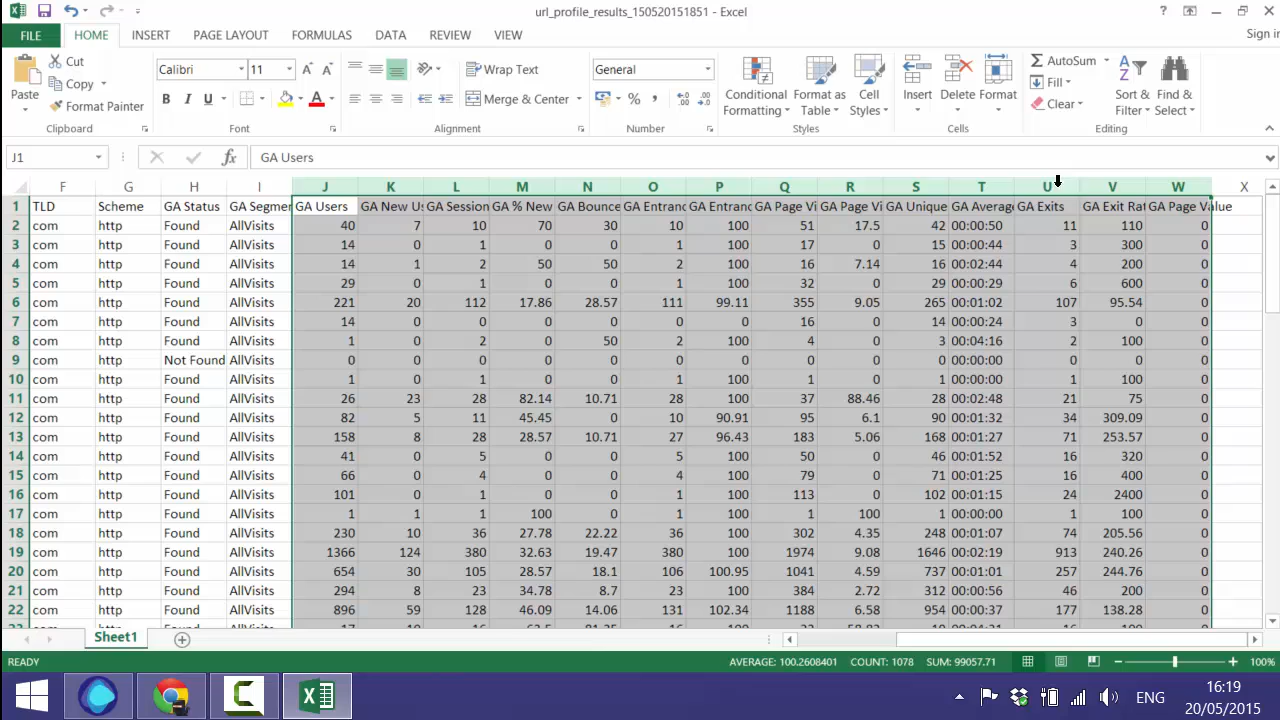 url_profile_results_150520151851 - Excel
?
Sign in
FILE HOME INSERT PAGE LAYOUT FORMULAS DATA REVIEW VIEW
Paste
Cut
Copy
Format Painter
Clipboard
Calibri 11
B I U
Font
Wrap Text
Merge & Center
Alignment
General
%
Number
Conditional Formatting
Format as Table
Cell Styles
Styles
Insert Delete Format
Cells
AutoSum
Fill
Clear
Sort & Filter
Find & Select
Editing
J1 fx GA Users
F G H I J K L M N O P Q R S T U V W X
1 TLD Scheme GA Status GA Segmen GA Users GA New Us GA Session GA % New GA Bounce GA Entranc GA Entranc GA Page Vi GA Page Vi GA Unique GA Average GA Exits GA Exit Rat GA Page Value
2 com http Found AllVisits 40 7 10 70 30 10 100 51 17.5 42 00:00:50 11 110 0
3 com http Found AllVisits 14 0 1 0 0 1 100 17 0 15 00:00:44 3 300 0
4 com http Found AllVisits 14 1 2 50 50 2 100 16 7.14 16 00:02:44 4 200 0
5 com http Found AllVisits 29 0 1 0 0 1 100 32 0 29 00:00:29 6 600 0
6 com http Found AllVisits 221 20 112 17.86 28.57 111 99.11 355 9.05 265 00:01:02 107 95.54 0
7 com http Found AllVisits 14 0 0 0 0 0 0 16 0 14 00:00:24 3 0 0
8 com http Found AllVisits 1 0 2 0 50 2 100 4 0 3 00:04:16 2 100 0
9 com http Not Found AllVisits 0 0 0 0 0 0 0 0 0 0 00:00:00 0 0 0
10 com http Found AllVisits 1 0 1 0 0 1 100 1 0 1 00:00:00 1 100 0
11 com http Found AllVisits 26 23 28 82.14 10.71 28 100 37 88.46 28 00:02:48 21 75 0
12 com http Found AllVisits 82 5 11 45.45 0 10 90.91 95 6.1 90 00:01:32 34 309.09 0
13 com http Found AllVisits 158 8 28 28.57 10.71 27 96.43 183 5.06 168 00:01:27 71 253.57 0
14 com http Found AllVisits 41 0 5 0 0 5 100 50 0 46 00:01:52 16 320 0
15 com http Found AllVisits 66 0 4 0 0 4 100 79 0 71 00:01:25 16 400 0
16 com http Found AllVisits 101 0 1 0 0 1 100 113 0 102 00:01:15 24 2400 0
17 com http Found AllVisits 1 1 1 100 0 1 100 1 100 1 00:00:00 1 100 0
18 com http Found AllVisits 230 10 36 27.78 22.22 36 100 302 4.35 248 00:01:07 74 205.56 0
19 com http Found AllVisits 1366 124 380 32.63 19.47 380 100 1974 9.08 1646 00:02:19 913 240.26 0
20 com http Found AllVisits 654 30 105 28.57 18.1 106 100.95 1041 4.59 737 00:01:01 257 244.76 0
21 com http Found AllVisits 294 8 23 34.78 8.7 23 100 384 2.72 312 00:00:56 46 200 0
22 com http Found AllVisits 896 59 128 46.09 14.06 131 102.34 1188 6.58 954 00:00:37 177 138.28 0
Sheet1
READY AVERAGE: 100.2608401 COUNT: 1078 SUM: 99057.71 100%
ENG 16:19
20/05/2015